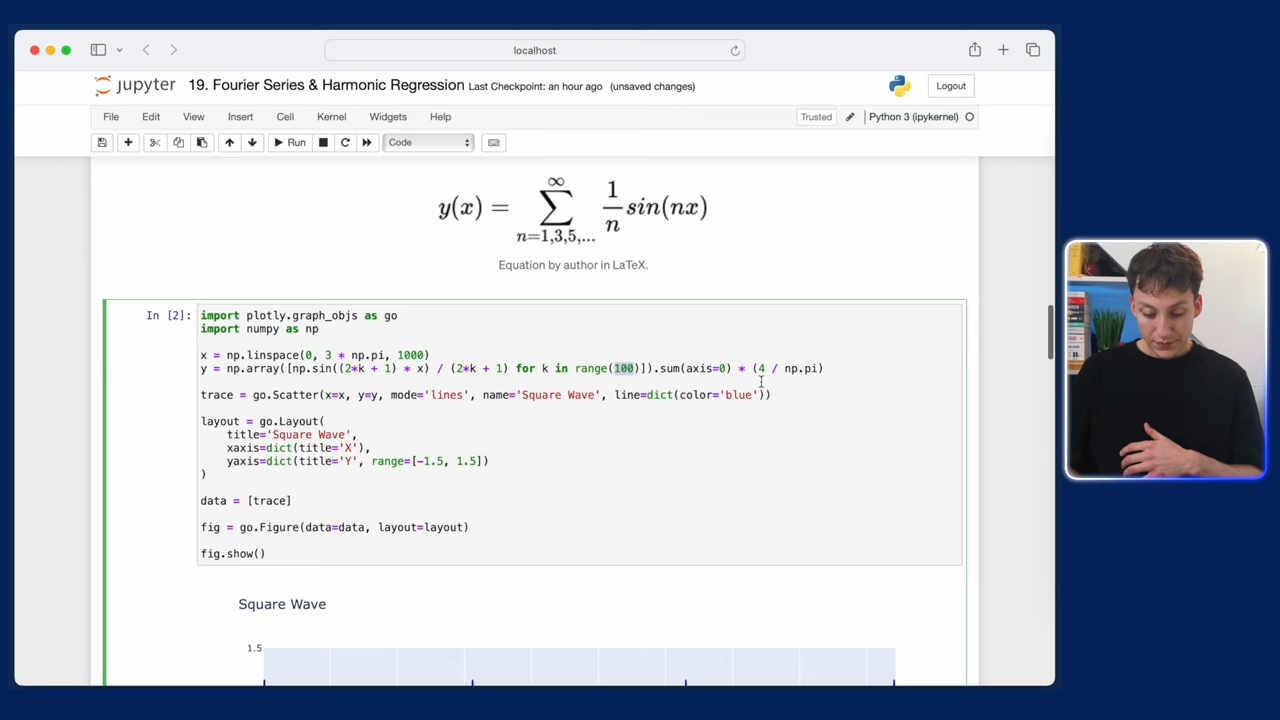 localhost
jupyter 19. Fourier Series & Harmonic Regression Last Checkpoint: an hour ago (unsaved changes) Logout
File Edit View Insert Cell Kernel Widgets Help Trusted Python 3 (ipykernel)
Run Code
y(x) = ∞ ∑ n=1,3,5,... 1/n sin(nx)
Equation by author in LaTeX.
In [2]: import plotly.graph_objs as go
import numpy as np
x = np.linspace(0, 3 * np.pi, 1000)
y = np.array([np.sin((2*k + 1) * x) / (2*k + 1) for k in range(100)]).sum(axis=0) * (4 / np.pi)
trace = go.Scatter(x=x, y=y, mode='lines', name='Square Wave', line=dict(color='blue'))
layout = go.Layout(
title='Square Wave',
xaxis=dict(title='X'),
yaxis=dict(title='Y', range=[-1.5, 1.5])
)
data = [trace]
fig = go.Figure(data=data, layout=layout)
fig.show()
Square Wave
1.5